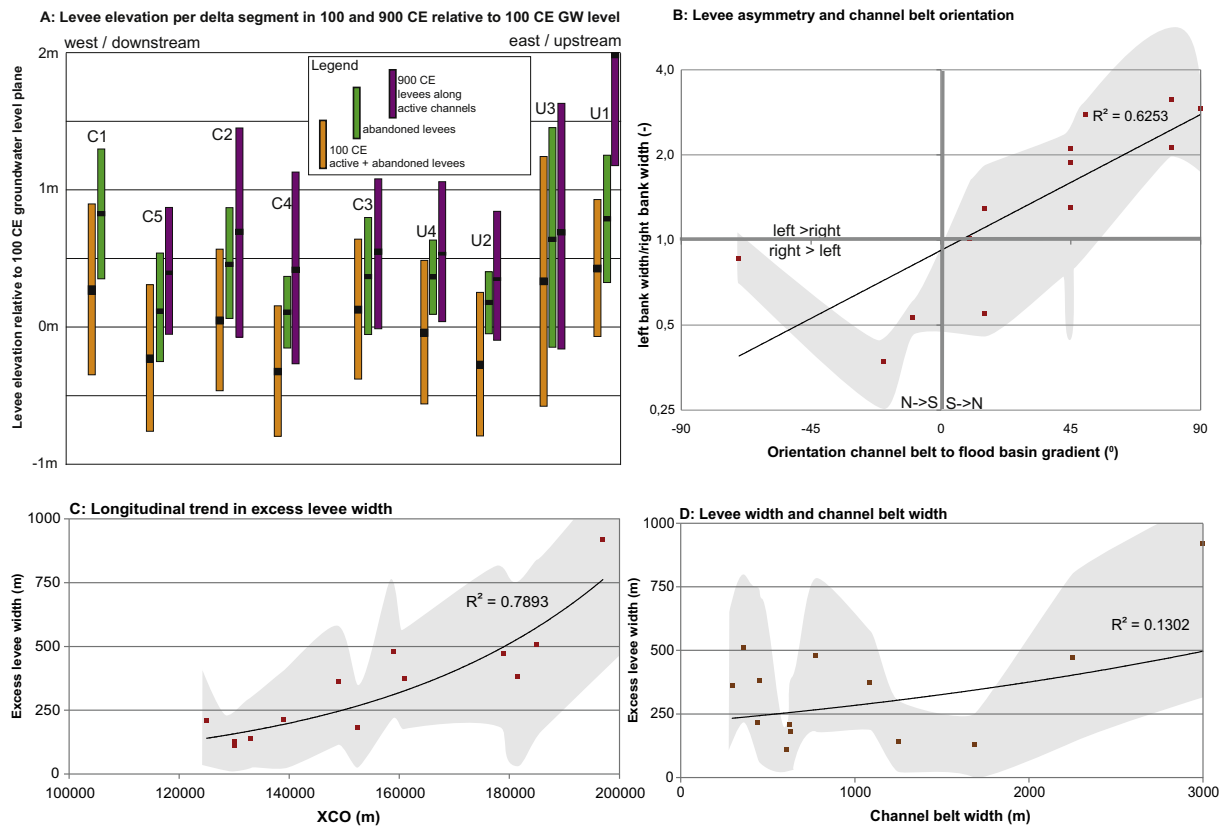 A: Levee elevation per delta segment in 100 and 900 CE relative to 100 CE GW level
west / downstream
east / upstream
Levee elevation relative to 100 CE groundwater level plane
2m
1m
0m
-1m
Legend
900 CE
levees along
active channels
abandoned levees
100 CE
active + abandoned levees
C1
C5
C2
C4
C3
U4
U2
U3
U1
B: Levee asymmetry and channel belt orientation
left bank width/right bank width (-)
4,0
2,0
1,0
0,5
0,25
R² = 0.6253
left >right
right > left
N->S
S->N
-90
-45
0
45
90
Orientation channel belt to flood basin gradient (⁰)
C: Longitudinal trend in excess levee width
Excess levee width (m)
1000
750
500
250
0
R² = 0.7893
100000
120000
140000
160000
180000
200000
XCO (m)
D: Levee width and channel belt width
Excess levee width (m)
1000
750
500
250
0
R² = 0.1302
0
1000
2000
3000
Channel belt width (m)